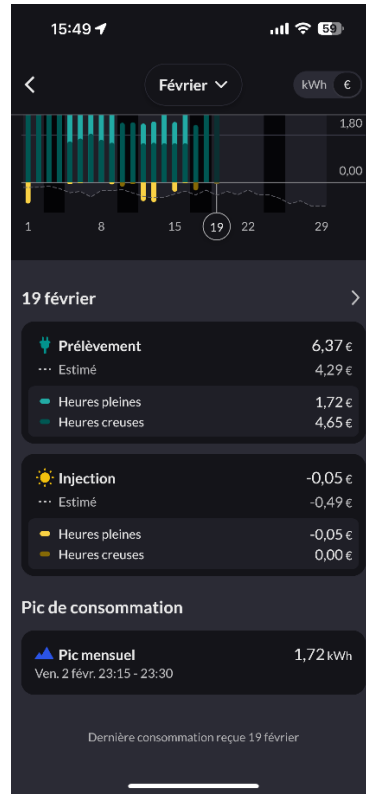 15:49
59
Février
kWh €
1,80
0,00
1 8 15 19 22 29
19 février
Prélèvement 6,37 €
Estimé 4,29 €
Heures pleines 1,72 €
Heures creuses 4,65 €
Injection -0,05 €
Estimé -0,49 €
Heures pleines -0,05 €
Heures creuses 0,00 €
Pic de consommation
Pic mensuel 1,72 kWh
Ven. 2 févr. 23:15 - 23:30
Dernière consommation reçue 19 février